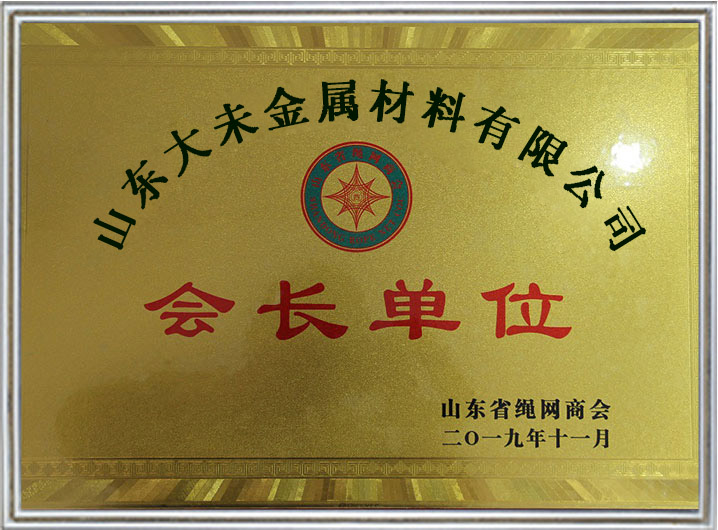 山东大未金属材料有限公司
会长单位
山东省绳网商会
二〇一九年十一月